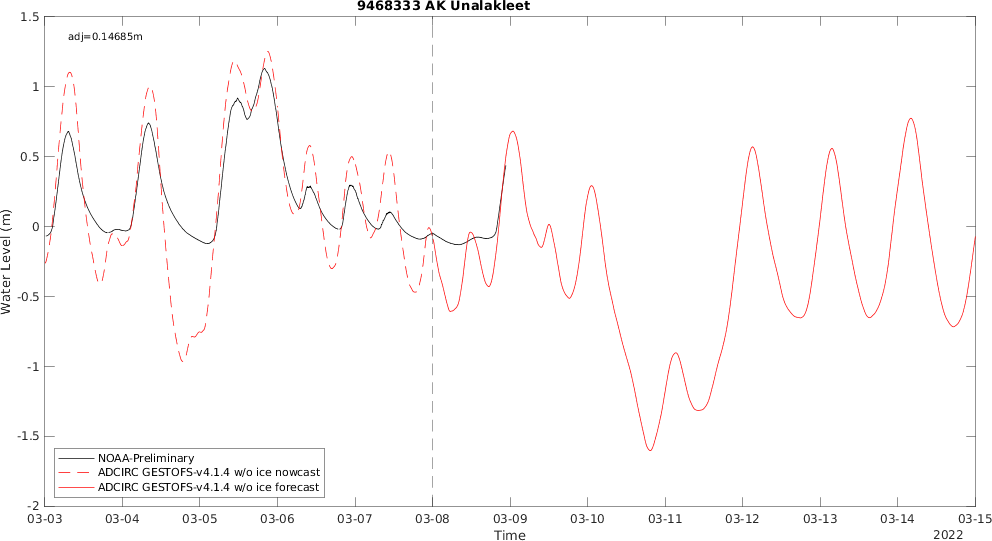 9468333 AK Unalakleet
adj=0.14685m
1.5
1
0.5
0
-0.5
-1
-1.5
-2
Water Level (m)
NOAA-Preliminary
ADCIRC GESTOFS-v4.1.4 w/o ice nowcast
ADCIRC GESTOFS-v4.1.4 w/o ice forecast
03-03 03-04 03-05 03-06 03-07 03-08 03-09 03-10 03-11 03-12 03-13 03-14 03-15
Time
2022